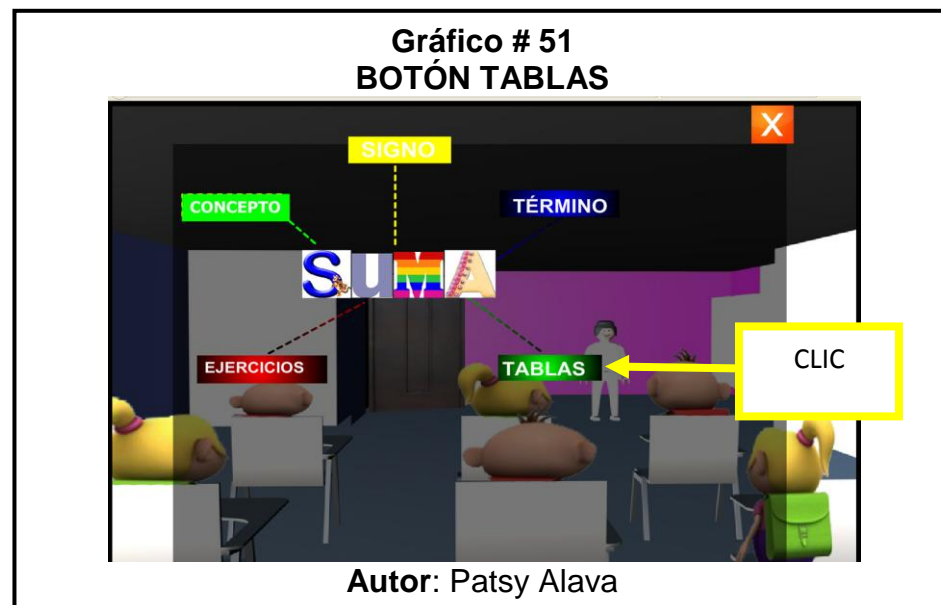 Gráfico # 51
BOTÓN TABLAS
X
SIGNO
CONCEPTO
TÉRMINO
SUMA
EJERCICIOS
TABLAS
CLIC
Autor: Patsy Alava